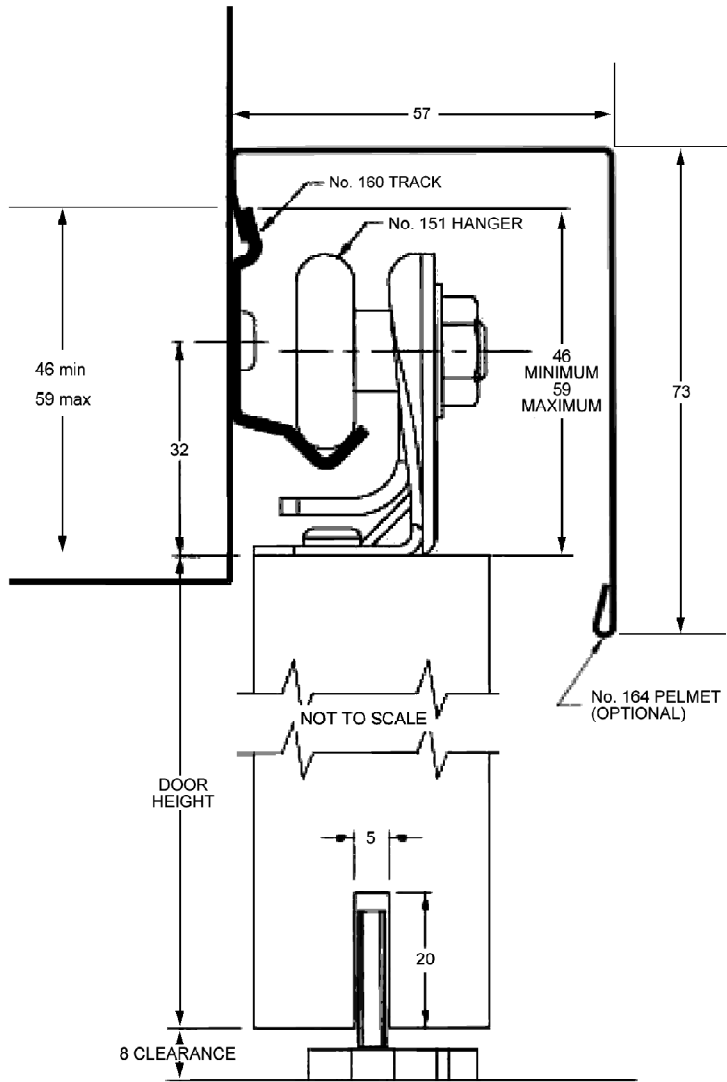 57
No. 160 TRACK
No. 151 HANGER
46 min
59 max
46
MINIMUM
59
MAXIMUM
73
32
No. 164 PELMET
(OPTIONAL)
NOT TO SCALE
DOOR
HEIGHT
5
20
8 CLEARANCE